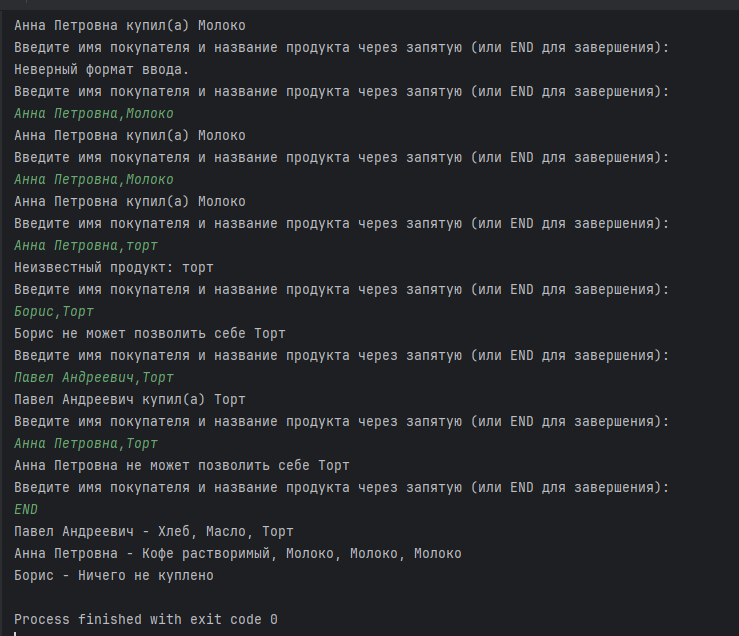 Анна Петровна купил(а) Молоко
Введите имя покупателя и название продукта через запятую (или END для завершения):
Неверный формат ввода.
Введите имя покупателя и название продукта через запятую (или END для завершения):
Анна Петровна,Молоко
Анна Петровна купил(а) Молоко
Введите имя покупателя и название продукта через запятую (или END для завершения):
Анна Петровна,Молоко
Анна Петровна купил(а) Молоко
Введите имя покупателя и название продукта через запятую (или END для завершения):
Анна Петровна,торт
Неизвестный продукт: торт
Введите имя покупателя и название продукта через запятую (или END для завершения):
Борис,Торт
Борис не может позволить себе Торт
Введите имя покупателя и название продукта через запятую (или END для завершения):
Павел Андреевич,Торт
Павел Андреевич купил(а) Торт
Введите имя покупателя и название продукта через запятую (или END для завершения):
Анна Петровна,Торт
Анна Петровна не может позволить себе Торт
Введите имя покупателя и название продукта через запятую (или END для завершения):
END
Павел Андреевич - Хлеб, Масло, Торт
Анна Петровна - Кофе растворимый, Молоко, Молоко, Молоко
Борис - Ничего не куплено
Process finished with exit code 0